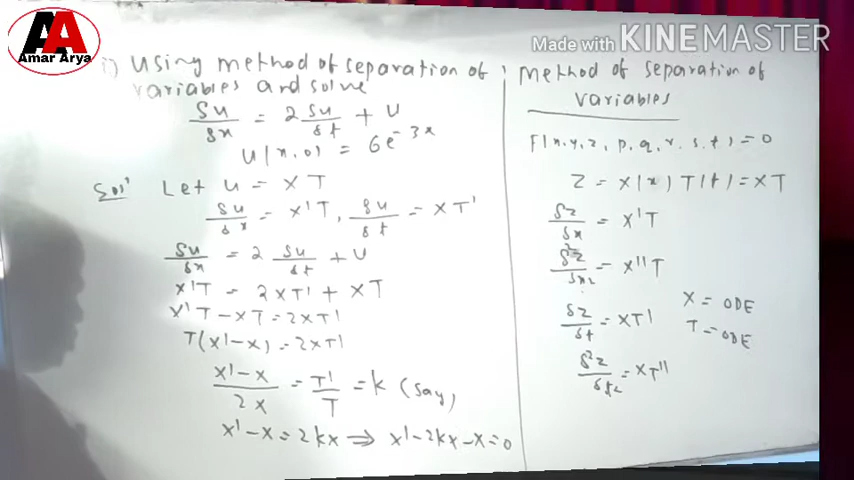 AA
Amar Arya
Made with KINEMASTER
1) Using method of separation of
variables and solve
δu/δx = 2 δu/δt + u
u(x,0) = 6e^-3x
Sol' Let u = XT
δu/δx = X'T, δu/δt = XT'
δu/δx = 2 δu/δt + u
X'T = 2XT' + XT
X'T - XT = 2XT'
T(X'-X) = 2XT'
X'-X/2X = T'/T = k (say)
X'-X = 2kX ⇒ X'-2kX-X=0
method of separation of
variables
F(x,y,z, p,q,r,s,t) = 0
Z = X(x) T(t) = XT
δz/δx = X'T
δ²z/δx² = X''T
δz/δt = XT'
δ²z/δt² = XT''
X = ODE
T = ODE